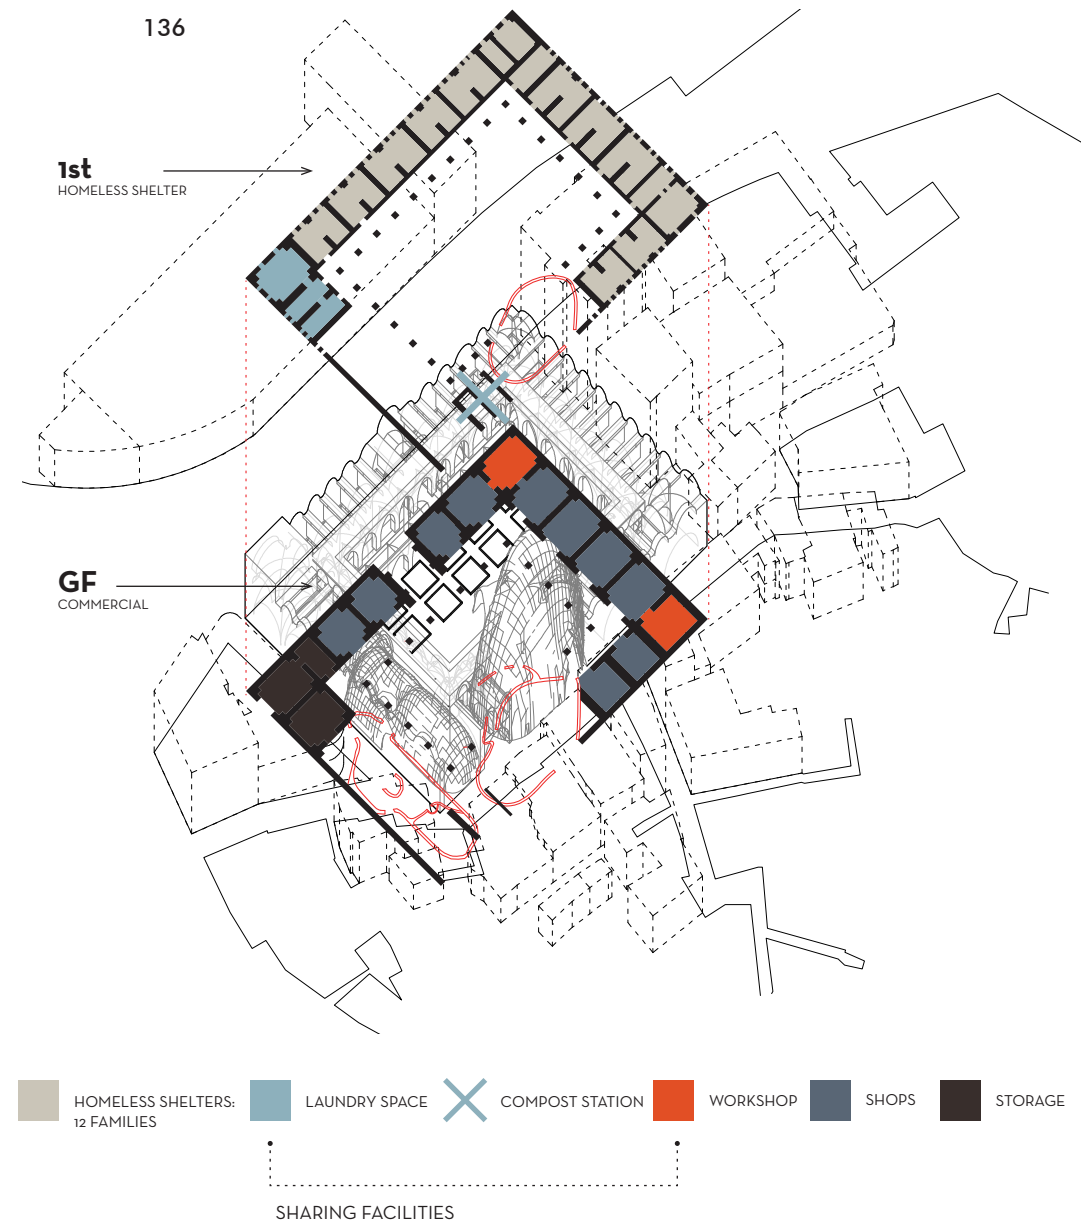 136
1st
HOMELESS SHELTER
GF
COMMERCIAL
HOMELESS SHELTERS:
12 FAMILIES
LAUNDRY SPACE
COMPOST STATION
WORKSHOP
SHOPS
STORAGE
SHARING FACILITIES